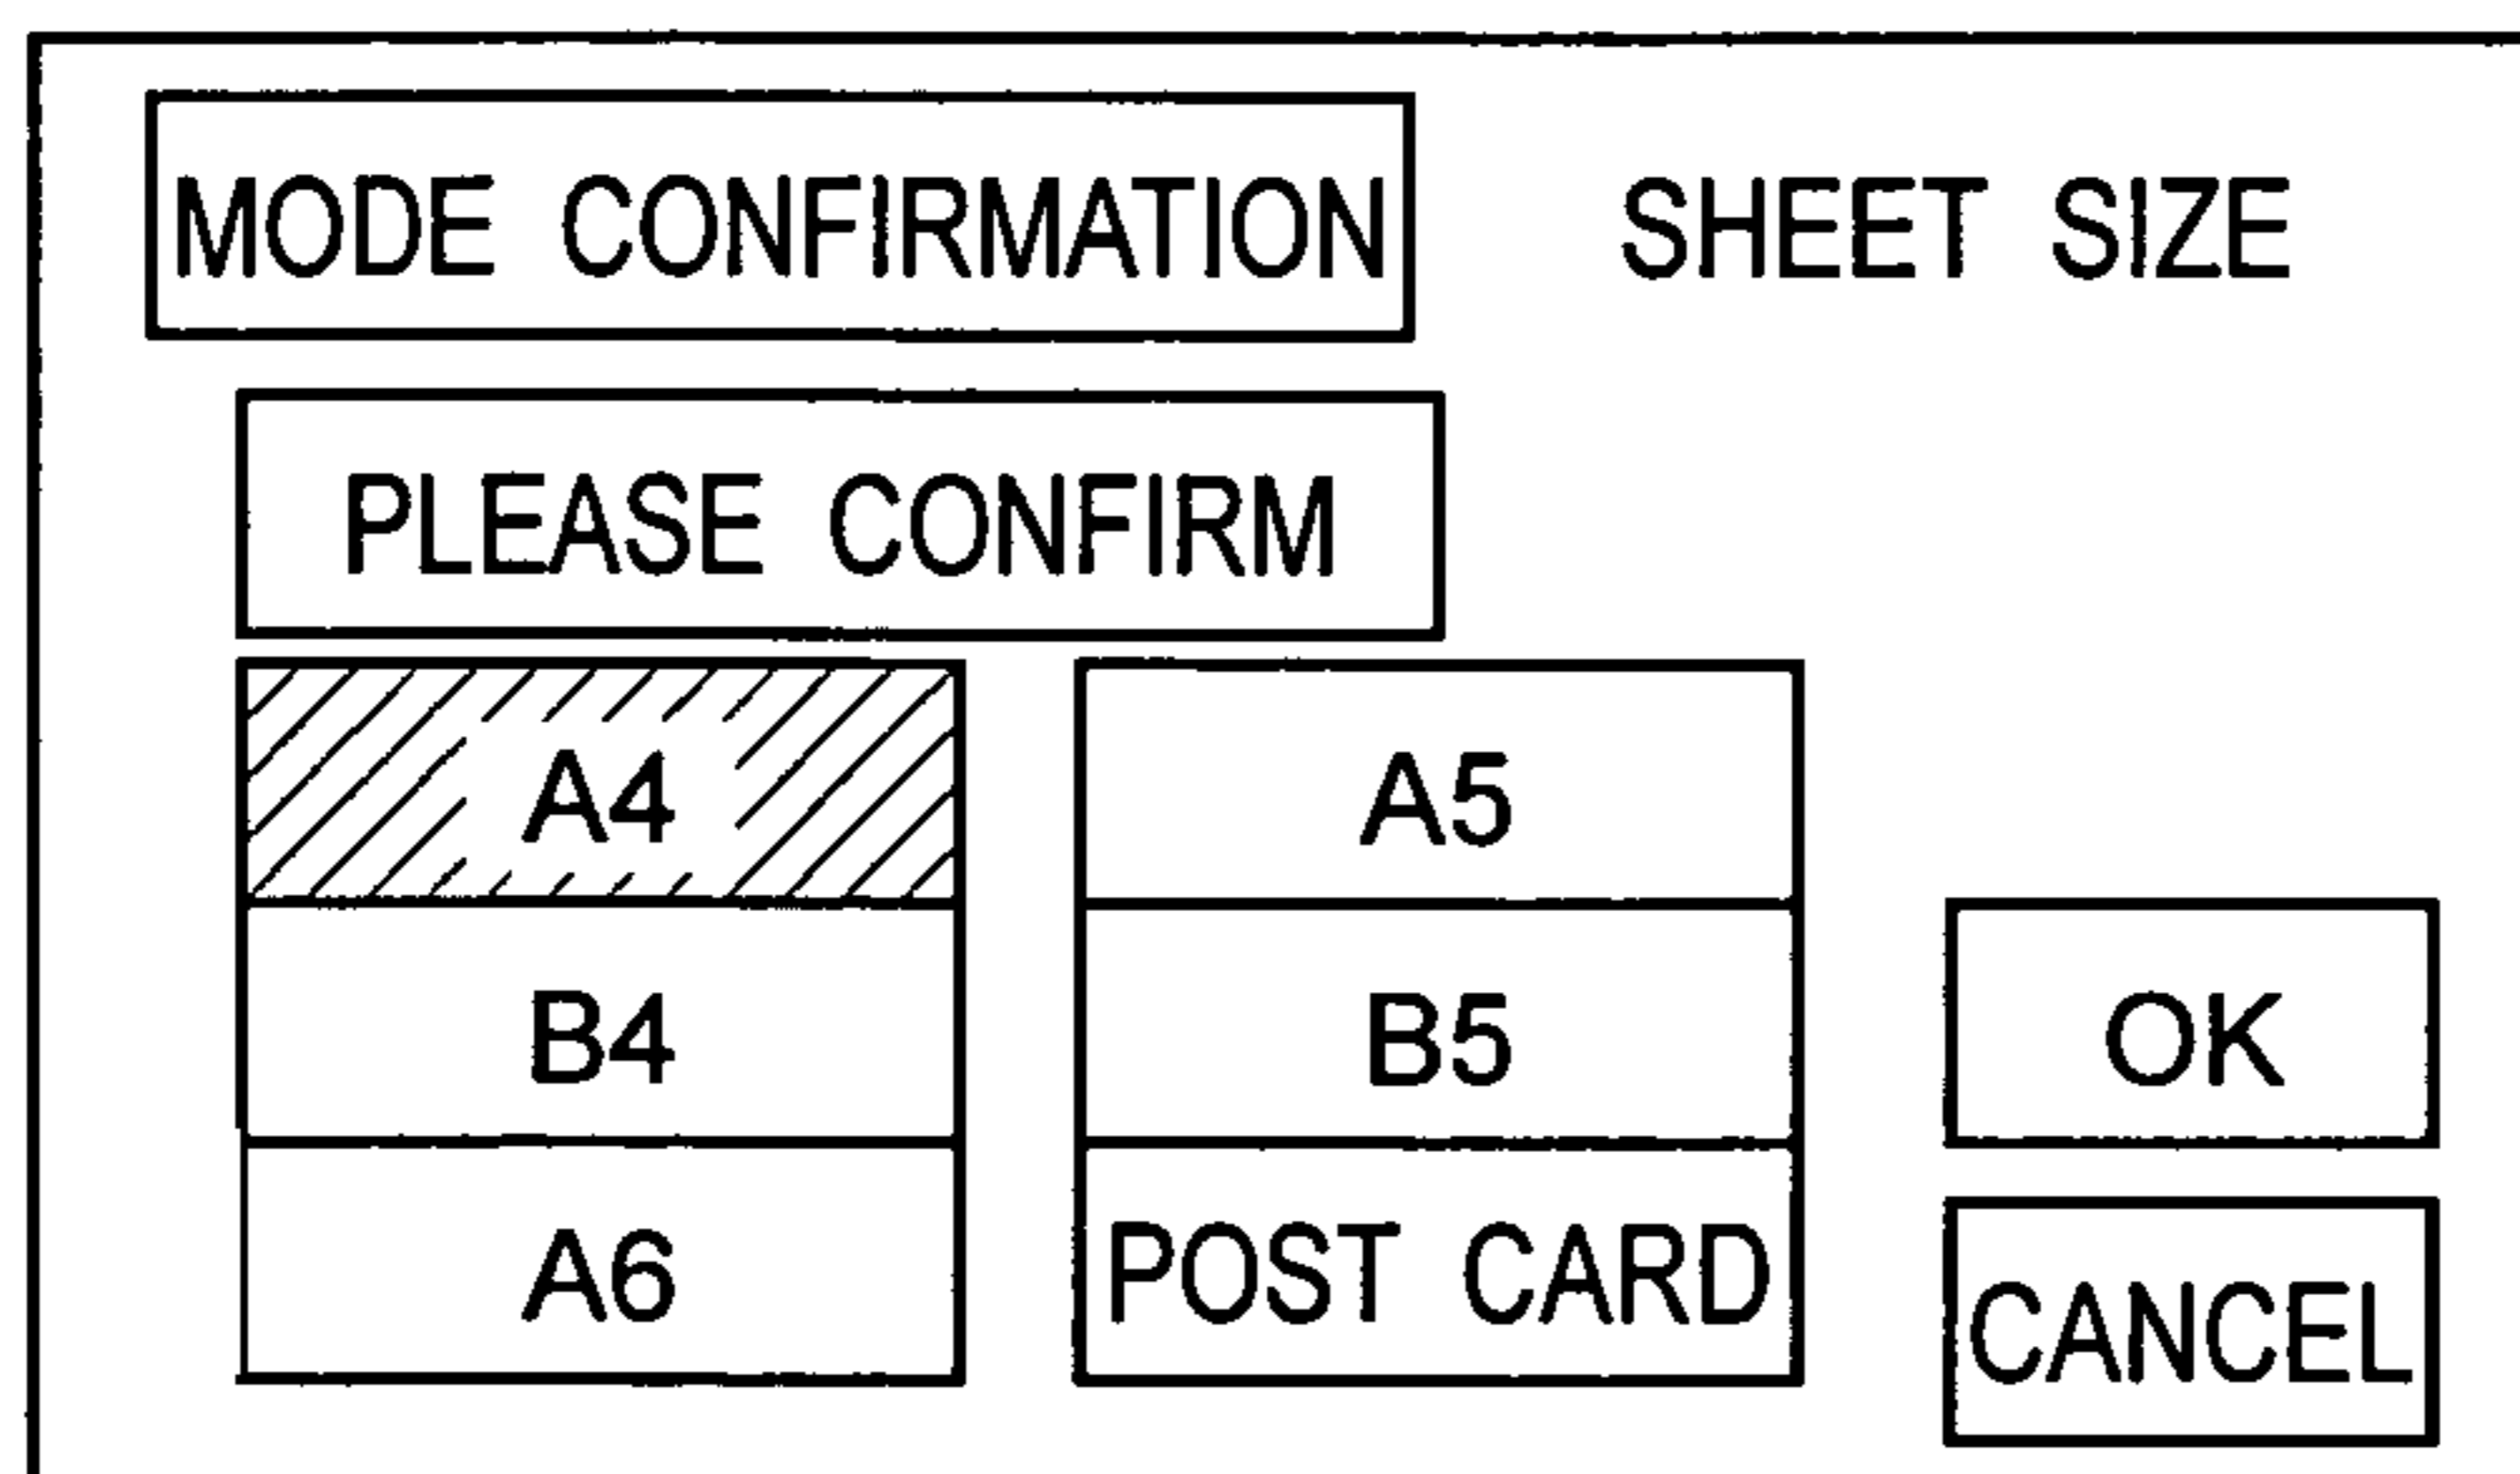 MODE CONFIRMATION SHEET SIZE
PLEASE CONFIRM
A4 A5
B4 B5 OK
A6 POST CARD CANCEL